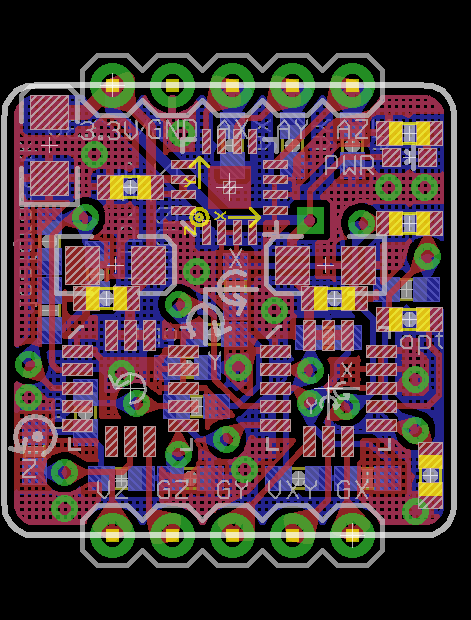 3.3V GND AX AY AZ
PWR
X
Z X
opt
Y
X
Y
Z
VZ GZ GY VXY GX